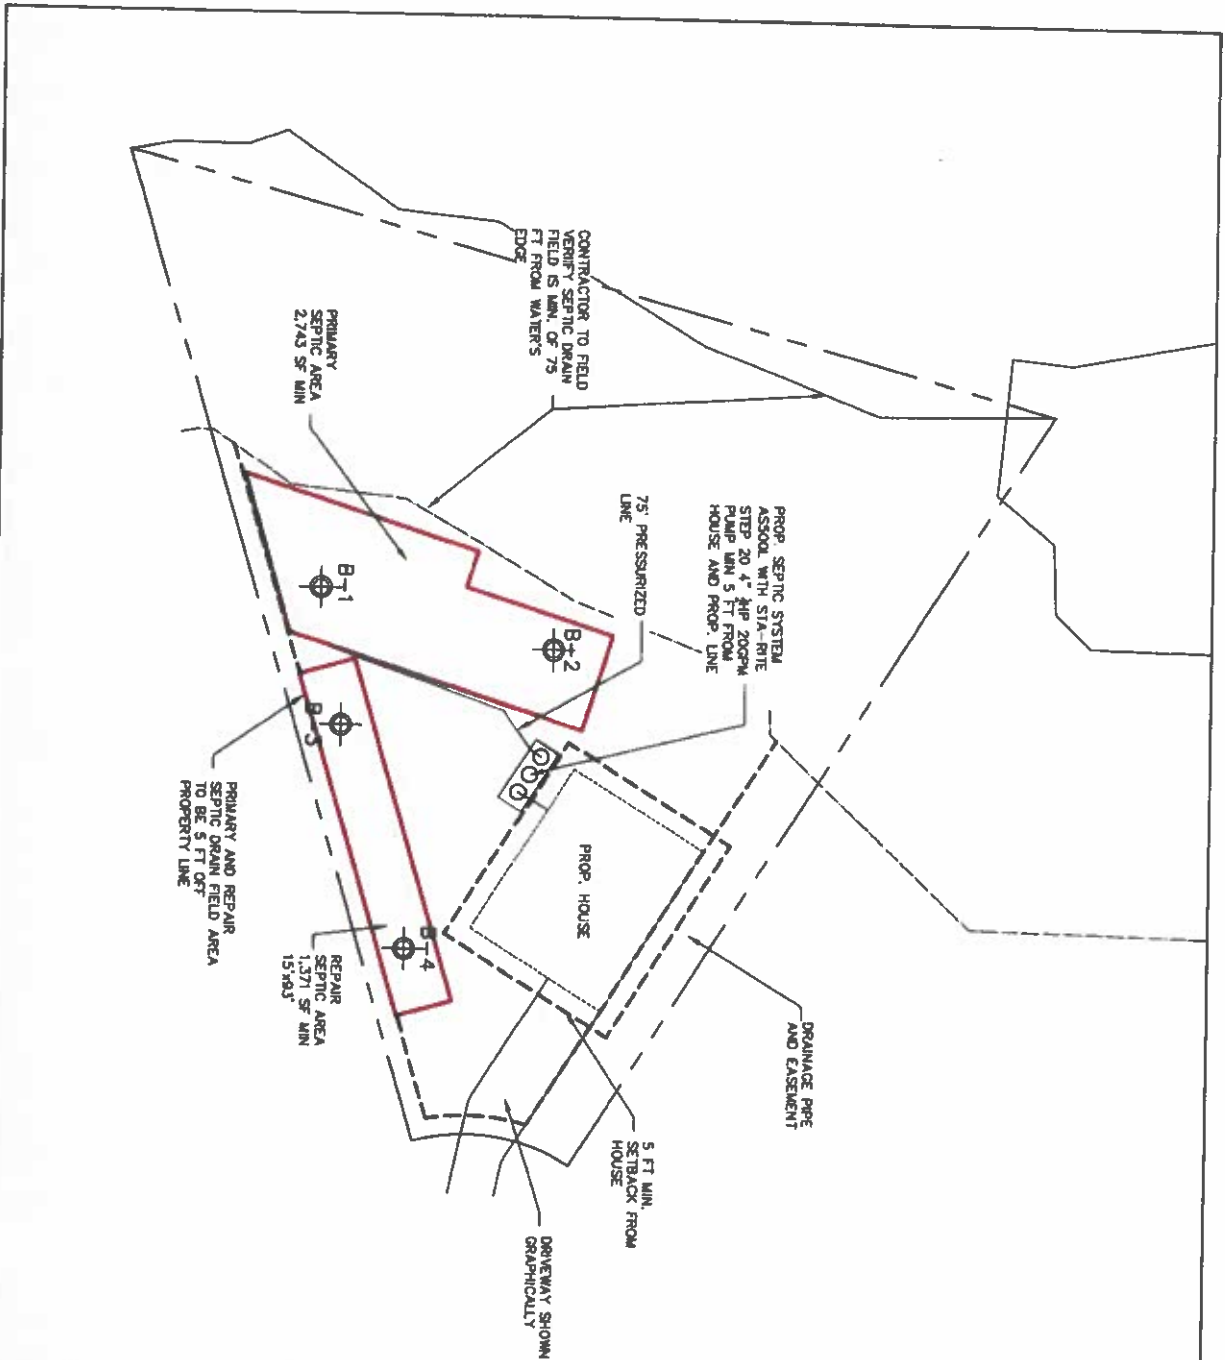 CONTRACTOR TO FIELD
VERIFY SEPTIC DRAIN
FIELD IS MIN. OF 75
FT FROM WATER'S
EDGE
PRIMARY
SEPTIC AREA
2,743 SF MIN
PROP. SEPTIC SYSTEM
AS500L WITH STA-RITE
STEP 20 4" HP 20GPM
PUMP MIN 5 FT FROM
HOUSE AND PROP. LINE
75' PRESSURIZED
LINE
B-1
B-2
B-3
B-4
PROP. HOUSE
PRIMARY AND REPAIR
SEPTIC DRAIN FIELD AREA
TO BE 5 FT OFF
PROPERTY LINE
REPAIR
SEPTIC AREA
1,371 SF MIN
15'x93'
DRAINAGE PIPE
AND EASEMENT
5 FT MIN.
SETBACK FROM
HOUSE
DRIVEWAY SHOWN
GRAPHICALLY